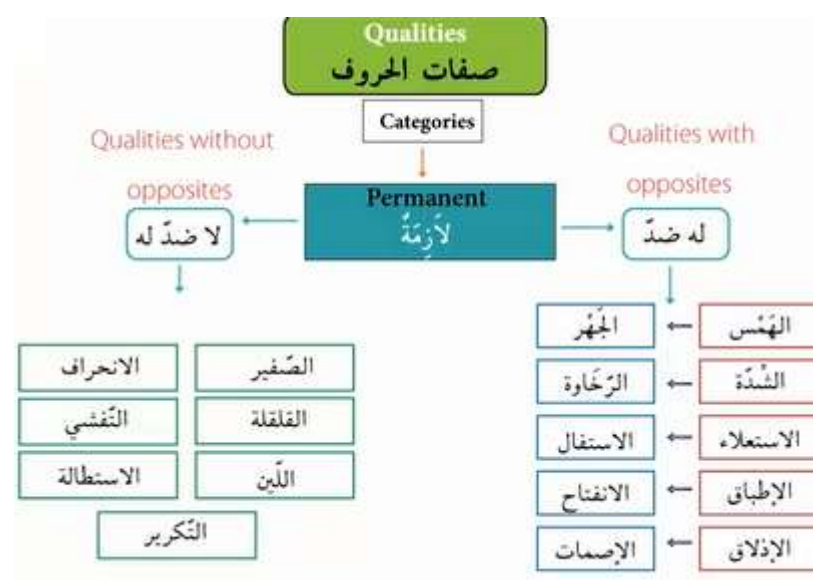 Qualities
صفات الحروف
Categories
Qualities without
opposites
Qualities with
opposites
Permanent
لاَزِمَةٌ
لا ضدّ له
له ضدّ
الهَمْس
الجَهْر
الشُدّة
الرّخَاوة
الاستعلاء
الاستفال
الإطباق
الانفتاح
الإذلاق
الإصمات
الصّفير
الانحراف
القلقلة
التّفشي
اللّين
الاستطالة
التّكرير